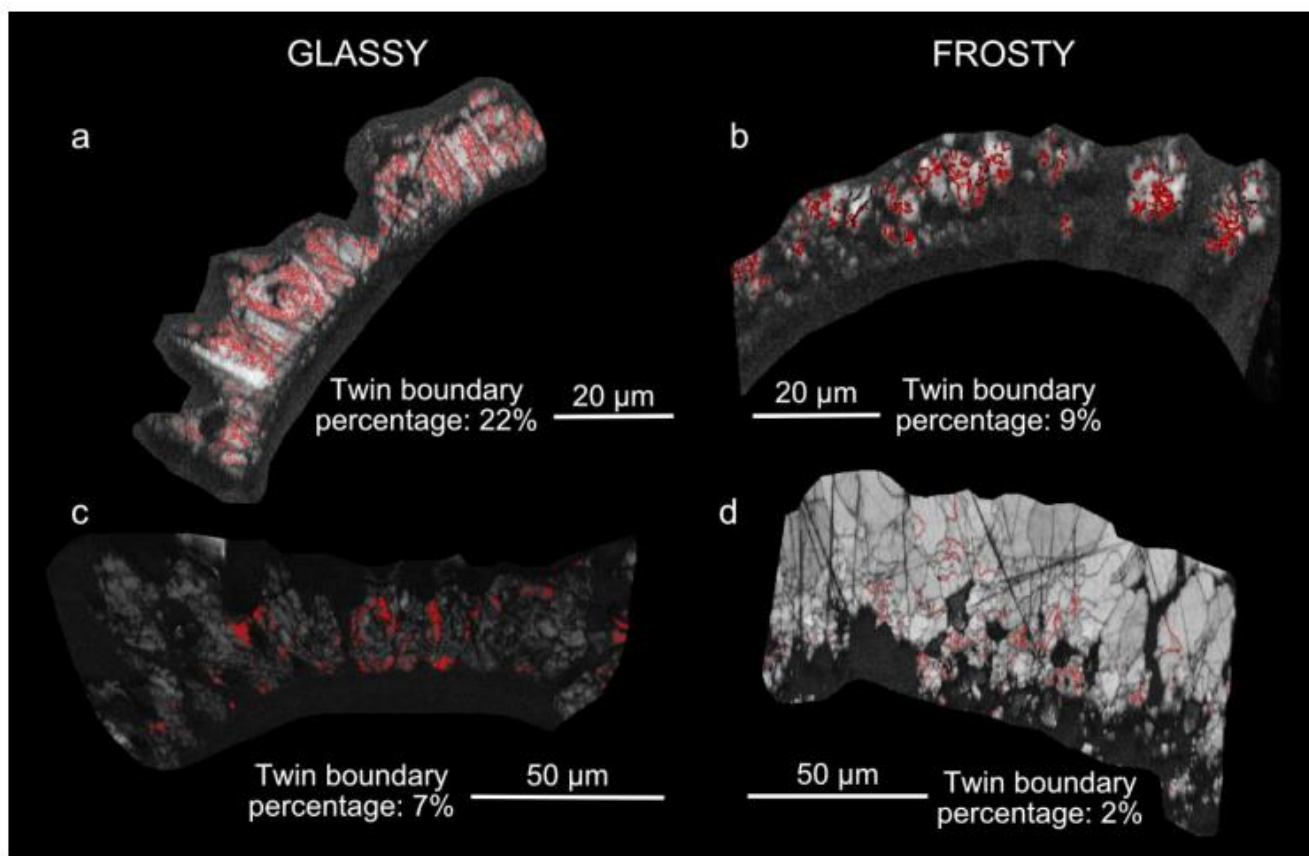 GLASSY
FROSTY
a
b
Twin boundary
percentage: 22%
20 µm
20 µm
Twin boundary
percentage: 9%
c
d
Twin boundary
percentage: 7%
50 µm
50 µm
Twin boundary
percentage: 2%